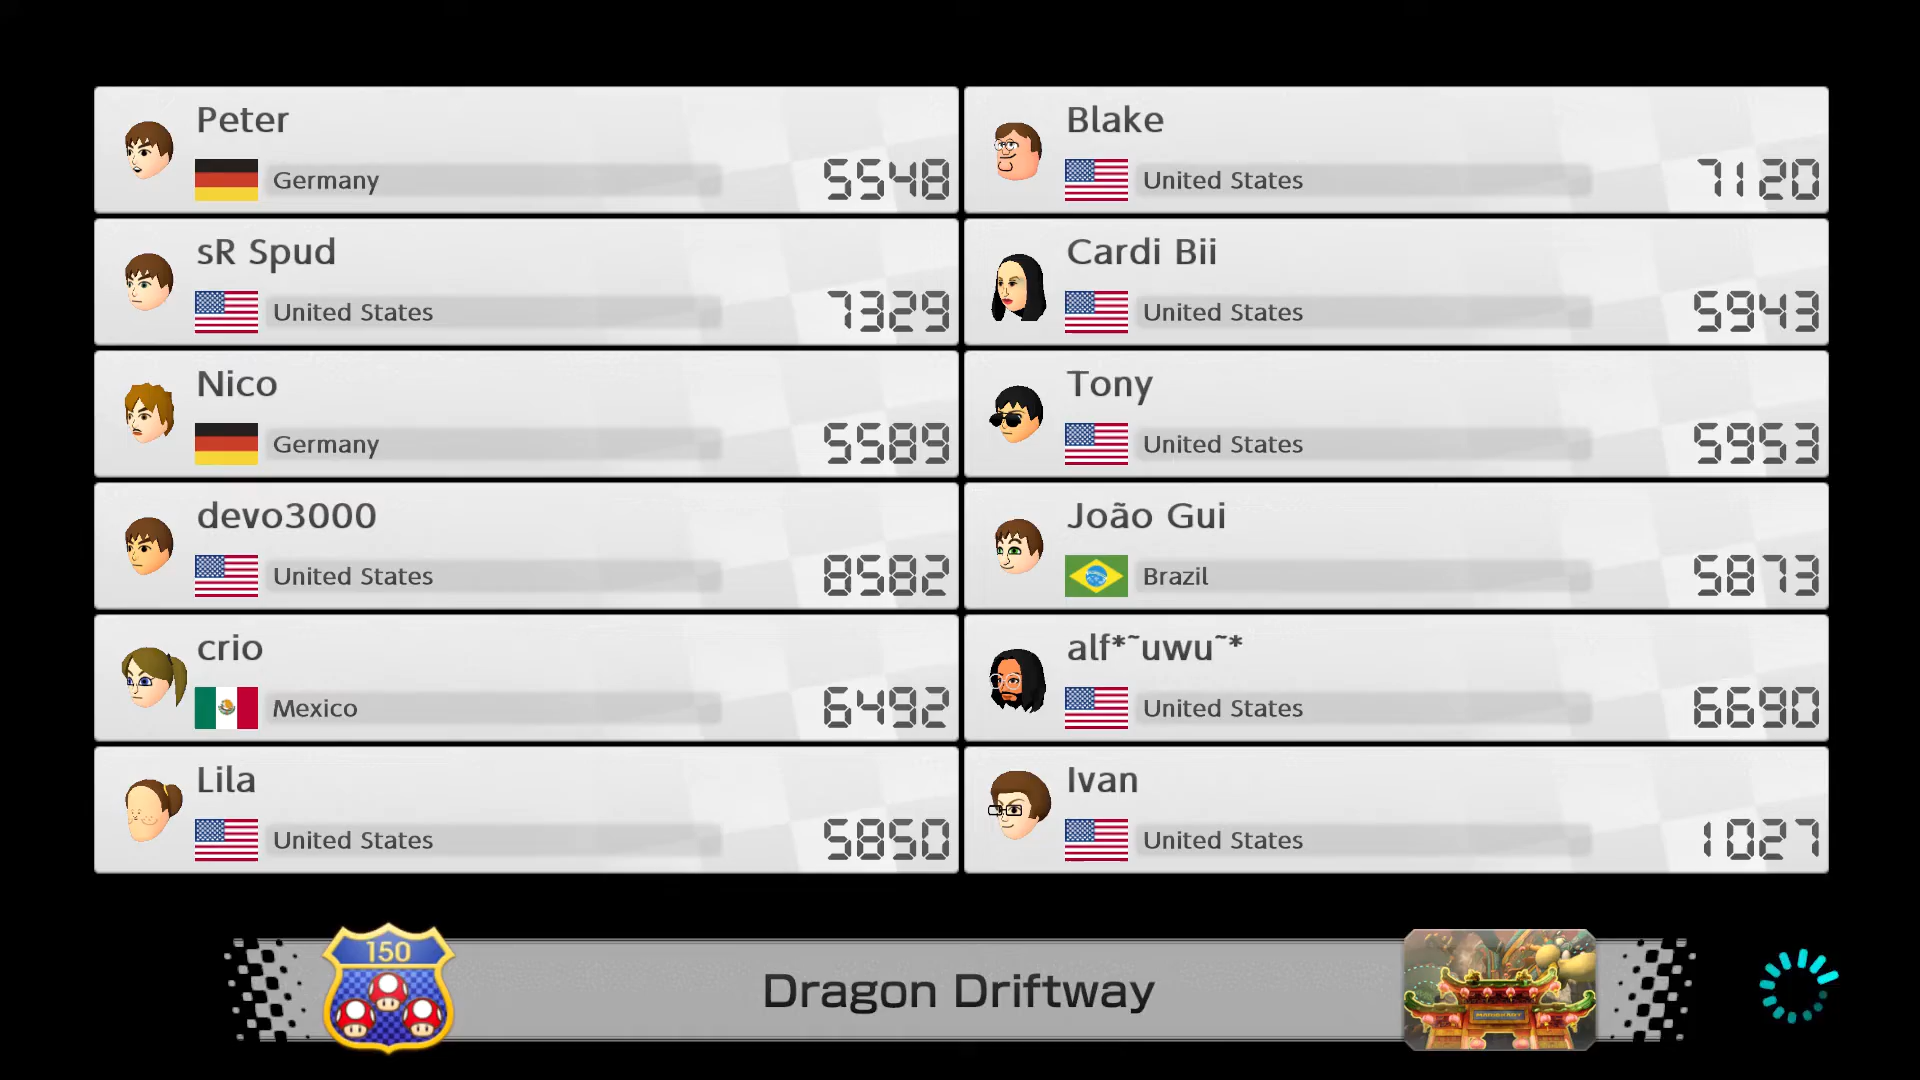 Peter
Germany
5548
Blake
United States
7120
sR Spud
United States
7329
Cardi Bii
United States
5943
Nico
Germany
5589
Tony
United States
5953
devo3000
United States
8582
João Gui
Brazil
5873
crio
Mexico
6492
alf*˜uwu˜*
United States
6690
Lila
United States
5850
Ivan
United States
1027
150
Dragon Driftway
MARIO KART